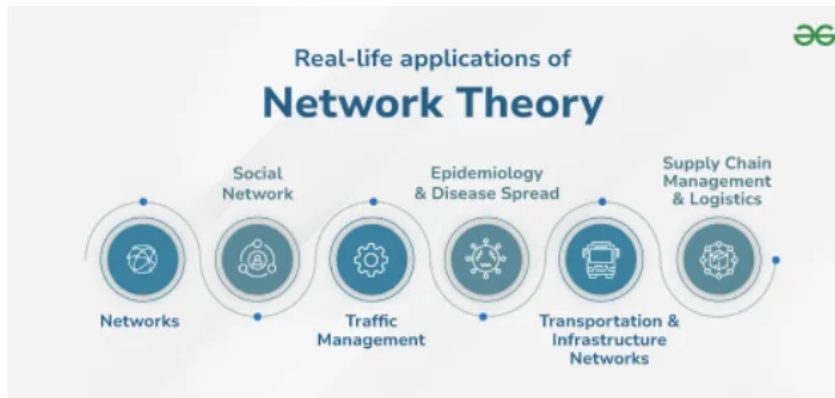 Real-life applications of
Network Theory
Social
Network
Epidemiology
& Disease Spread
Supply Chain
Management
& Logistics
Networks
Traffic
Management
Transportation &
Infrastructure
Networks